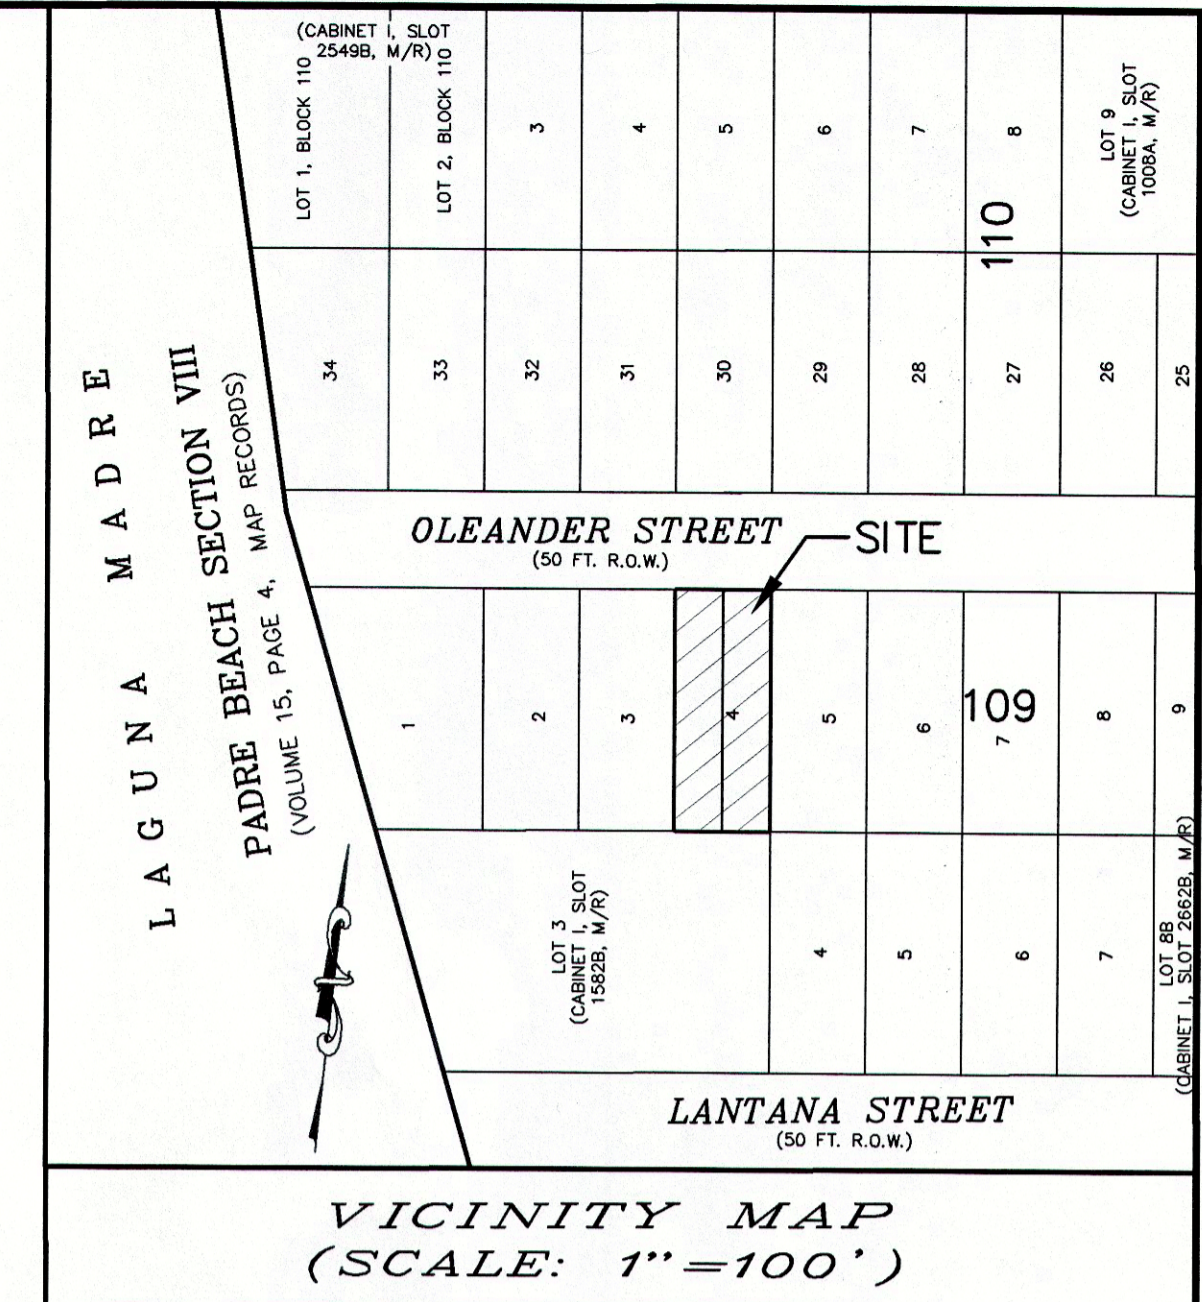 (CABINET I, SLOT
2549B, M/R)
LOT 1, BLOCK 110
LOT 2, BLOCK 110
3
4
5
6
7
8
LOT 9
(CABINET I, SLOT
1008A, M/R)
110
34
33
32
31
30
29
28
27
26
25
LAGUNA MADRE
PADRE BEACH SECTION VIII
(VOLUME 15, PAGE 4, MAP RECORDS)
OLEANDER STREET
(50 FT. R.O.W.)
SITE
1
2
3
4
5
6
109
7
8
9
LOT 3
(CABINET I, SLOT
1582B, M/R)
4
5
6
7
LOT 8B
(CABINET I, SLOT 2662B, M/R)
LANTANA STREET
(50 FT. R.O.W.)
VICINITY MAP
(SCALE: 1"=100')